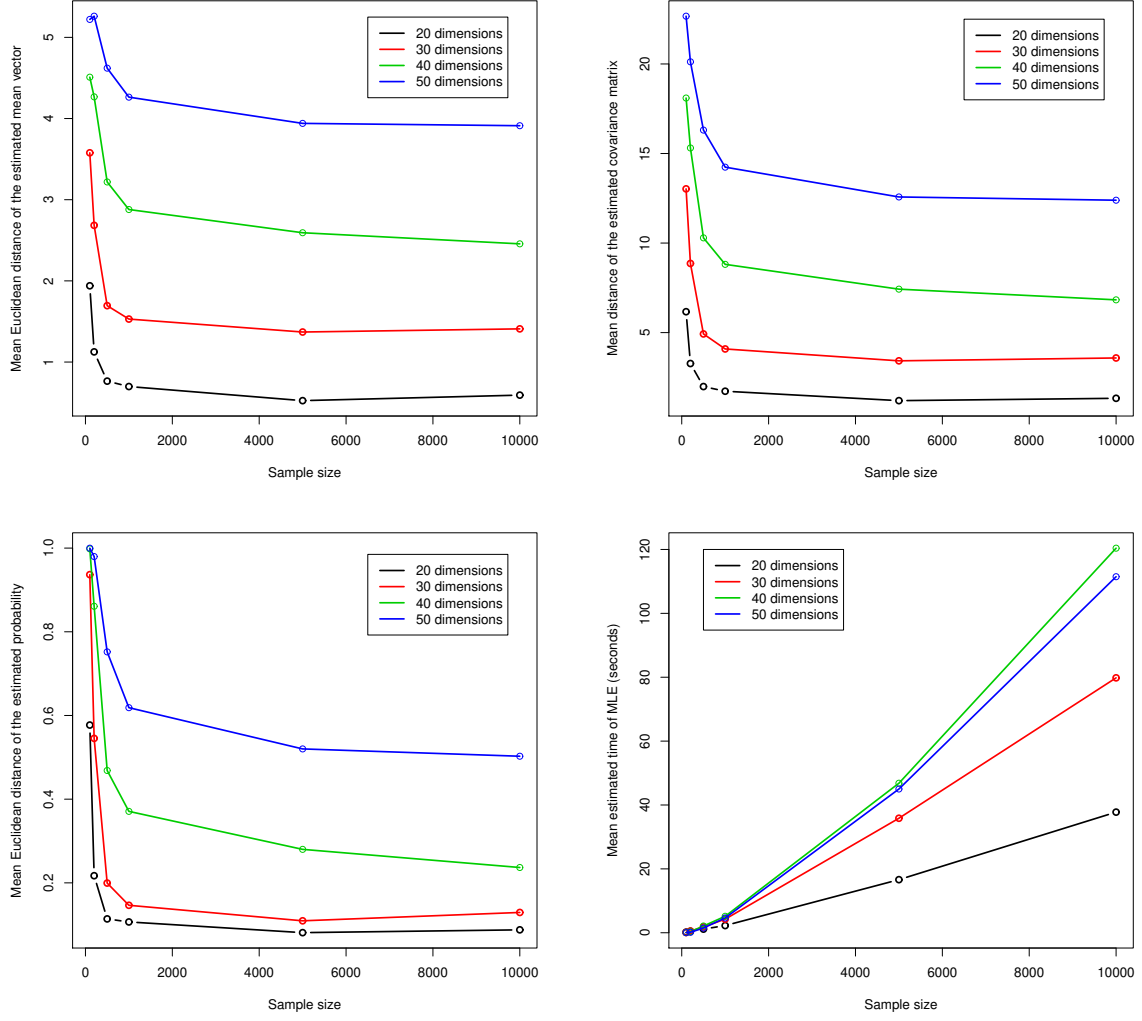 Mean Euclidean distance of the estimated mean vector
5
4
3
2
1
20 dimensions
30 dimensions
40 dimensions
50 dimensions
0 2000 4000 6000 8000 10000
Sample size
Mean distance of the estimated covariance matrix
20
15
10
5
20 dimensions
30 dimensions
40 dimensions
50 dimensions
0 2000 4000 6000 8000 10000
Sample size
Mean Euclidean distance of the estimated probability
1.0
0.8
0.6
0.4
0.2
20 dimensions
30 dimensions
40 dimensions
50 dimensions
0 2000 4000 6000 8000 10000
Sample size
Mean estimated time of MLE (seconds)
120
100
80
60
40
20
0
20 dimensions
30 dimensions
40 dimensions
50 dimensions
0 2000 4000 6000 8000 10000
Sample size